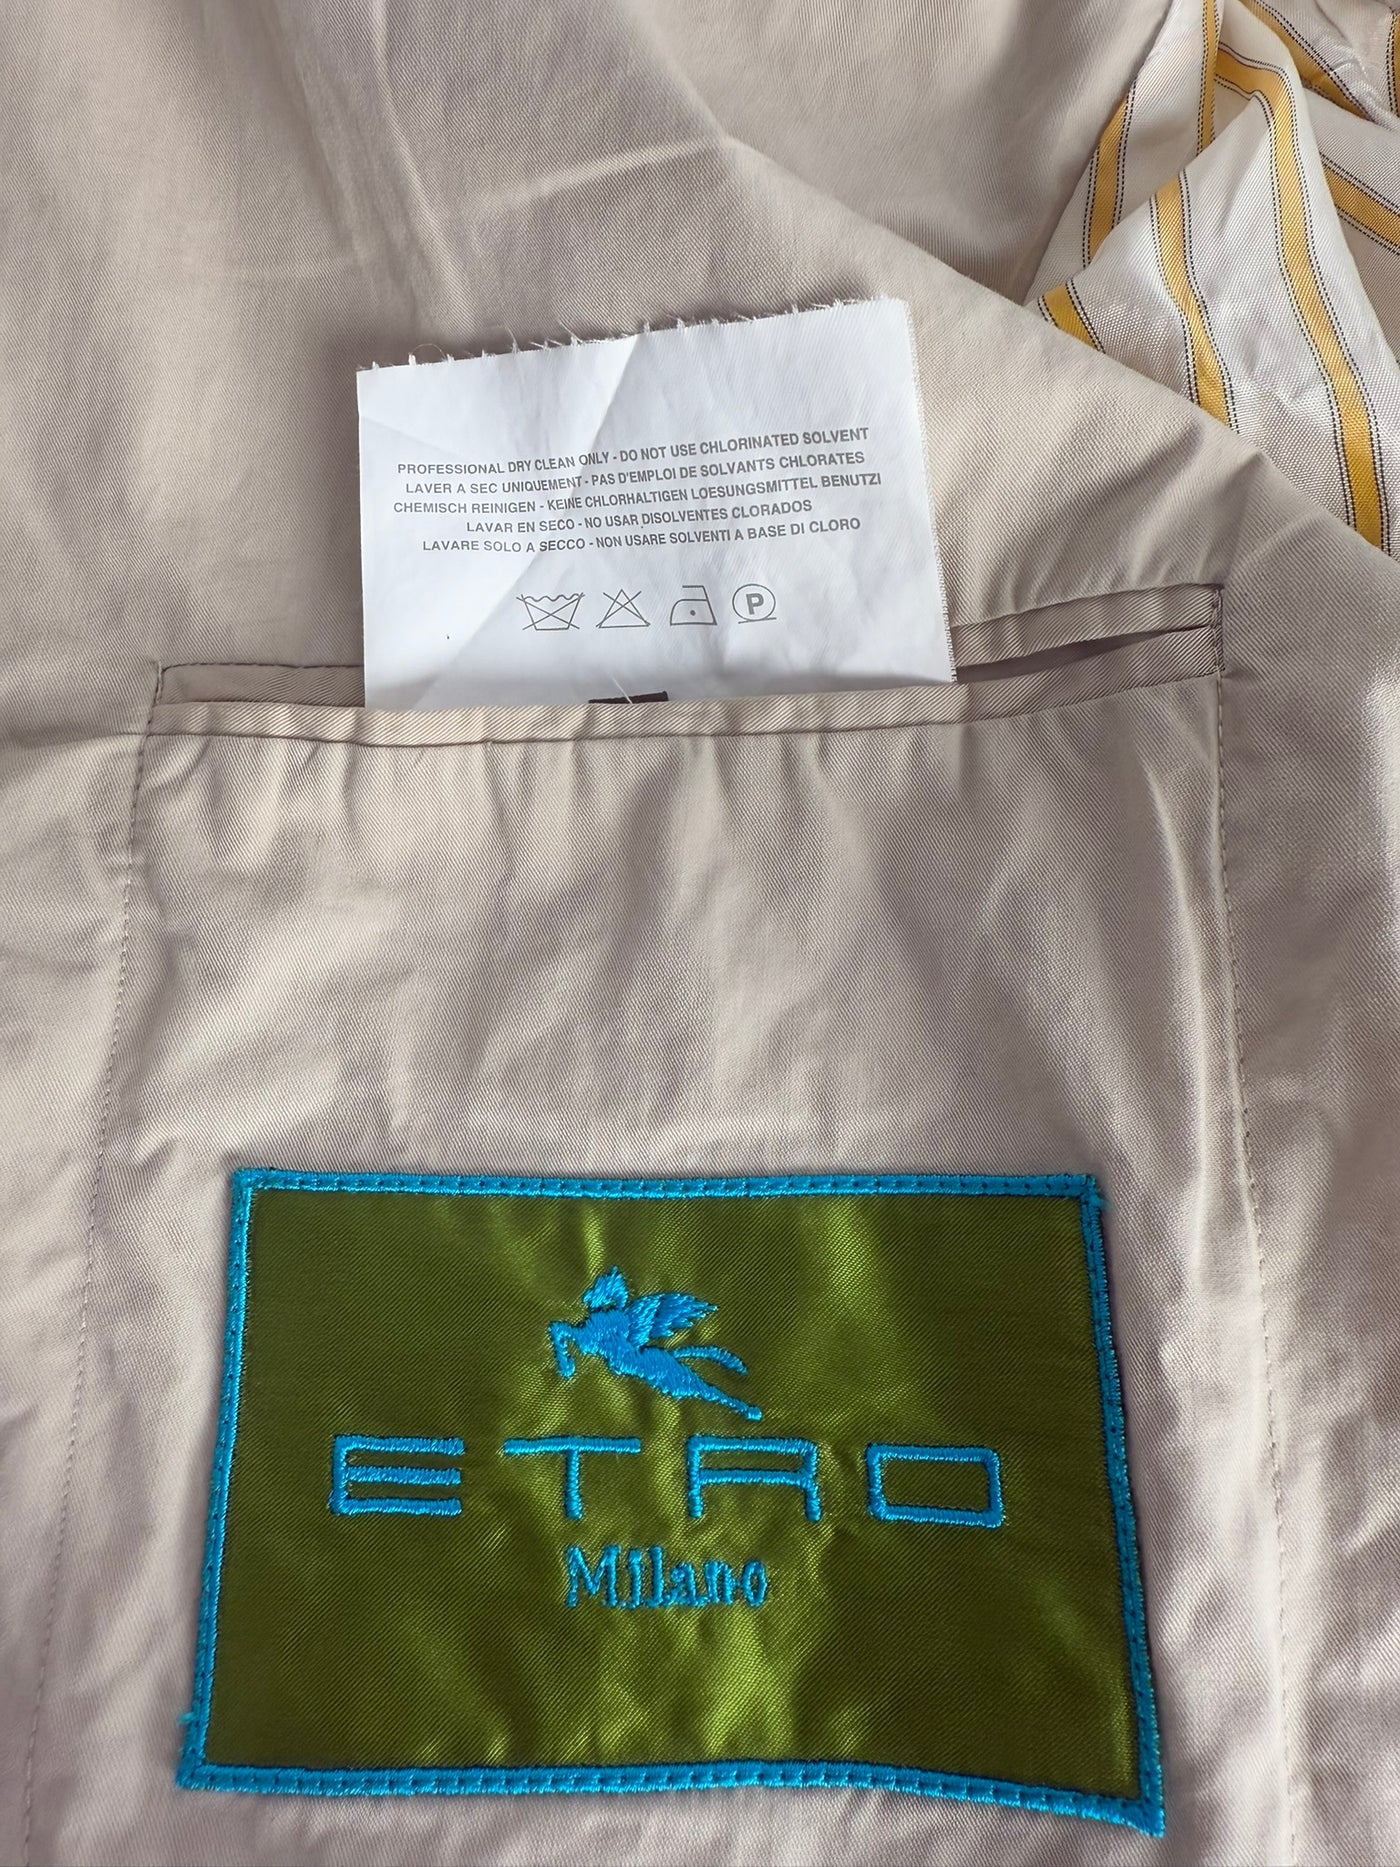 PROFESSIONAL DRY CLEAN ONLY - DO NOT USE CHLORINATED SOLVENT
LAVER A SEC UNIQUEMENT - PAS D'EMPLOI DE SOLVANTS CHLORATES
CHEMISCH REINIGEN - KEINE CHLORHALTIGEN LOESUNGSMITTEL BENUTZI
LAVAR EN SECO - NO USAR DISOLVENTES CLORADOS
LAVARE SOLO A SECCO - NON USARE SOLVENTI A BASE DI CLORO
P
ETRO
Milano